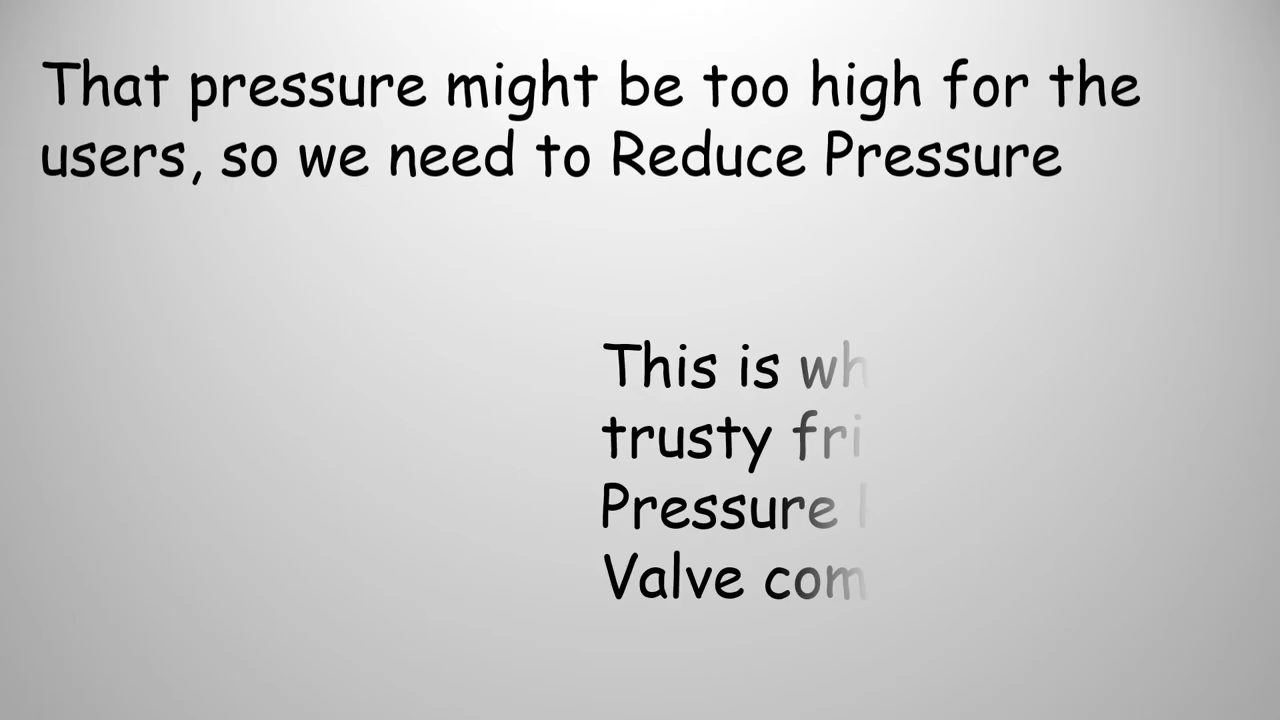 That pressure might be too high for the
users, so we need to Reduce Pressure
This is
trusty
Pressure
Valve